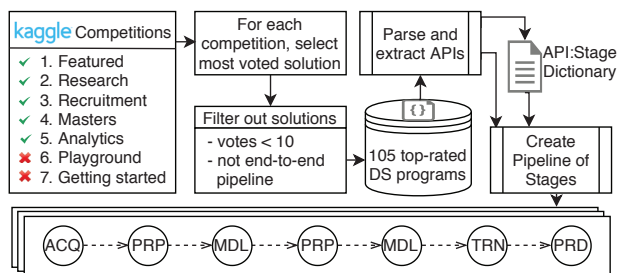 kaggle Competitions
1. Featured
2. Research
3. Recruitment
4. Masters
5. Analytics
6. Playground
7. Getting started
For each
competition, select
most voted solution
Filter out solutions
- votes < 10
- not end-to-end
pipeline
{}
105 top-rated
DS programs
Parse and
extract APIs
API:Stage
Dictionary
Create
Pipeline of
Stages
ACQ PRP MDL PRP MDL TRN PRD